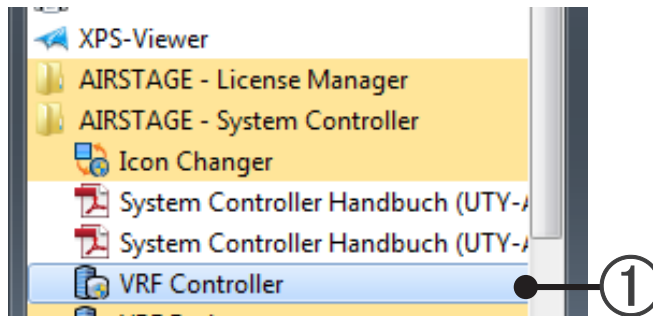 XPS-Viewer
AIRSTAGE - License Manager
AIRSTAGE - System Controller
Icon Changer
System Controller Handbuch (UTY-A
System Controller Handbuch (UTY-A
VRF Controller
1